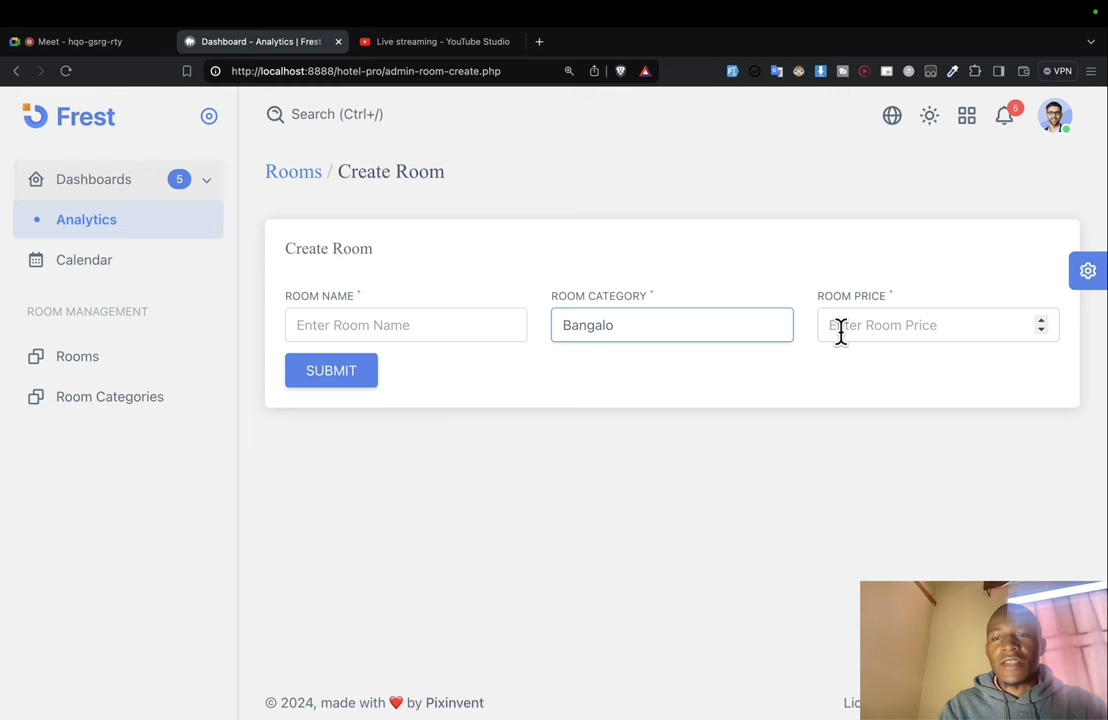 Meet - hqo-gsrg-rty
Dashboard - Analytics | Frest
Live streaming - YouTube Studio
http://localhost:8888/hotel-pro/admin-room-create.php
VPN
Frest
Search (Ctrl+/)
5
Dashboards
5
Analytics
Calendar
ROOM MANAGEMENT
Rooms
Room Categories
Rooms / Create Room
Create Room
ROOM NAME *
ROOM CATEGORY *
ROOM PRICE *
Enter Room Name
Bangalo
Enter Room Price
SUBMIT
© 2024, made with ❤️ by Pixinvent